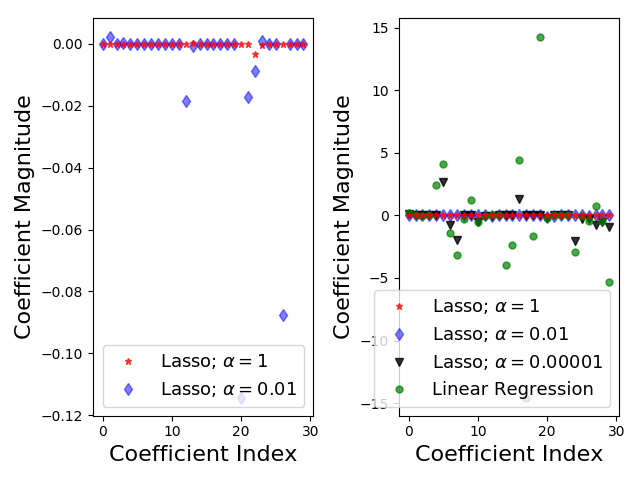 0.00
−0.02
−0.04
−0.06
−0.08
−0.10
−0.12
0
10
20
30
Coefficient Magnitude
Coefficient Index
Lasso; α = 1
Lasso; α = 0.01
15
10
5
0
−5
−10
−15
0
10
20
30
Coefficient Magnitude
Coefficient Index
Lasso; α = 1
Lasso; α = 0.01
Lasso; α = 0.00001
Linear Regression